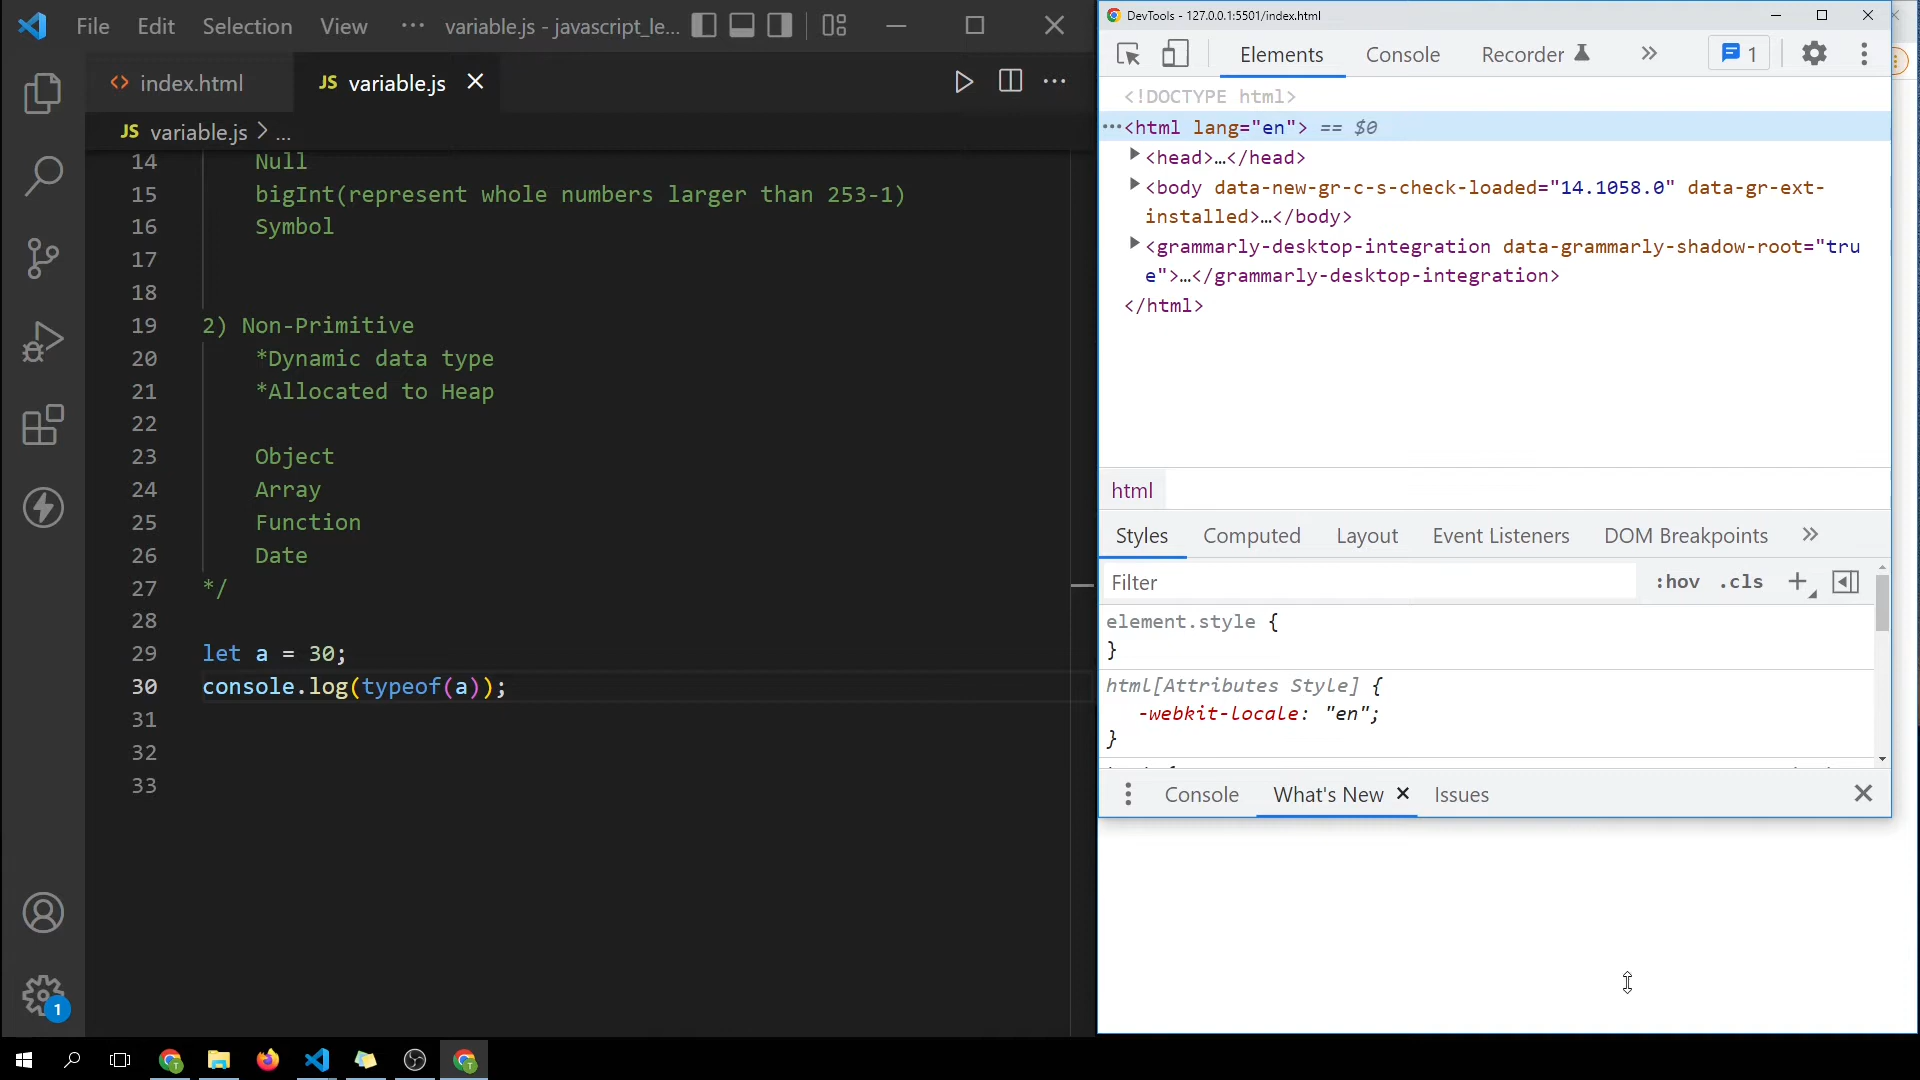 File Edit Selection View ··· variable.js - javascript_le...
index.html
JS variable.js
JS variable.js > ...
14 Null
15 bigInt(represent whole numbers larger than 253-1)
16 Symbol
17
18
19 2) Non-Primitive
20 *Dynamic data type
21 *Allocated to Heap
22
23 Object
24 Array
25 Function
26 Date
27 */
28
29 let a = 30;
30 console.log(typeof(a));
31
32
33
1
DevTools - 127.0.0.1:5501/index.html
Elements Console Recorder » 1
<!DOCTYPE html>
···<html lang="en"> == $0
<head>…</head>
<body data-new-gr-c-s-check-loaded="14.1058.0" data-gr-ext-
installed>…</body>
<grammarly-desktop-integration data-grammarly-shadow-root="tru
e">…</grammarly-desktop-integration>
</html>
html
Styles Computed Layout Event Listeners DOM Breakpoints »
Filter :hov .cls +
element.style {
}
html[Attributes Style] {
-webkit-locale: "en";
}
Console What's New Issues